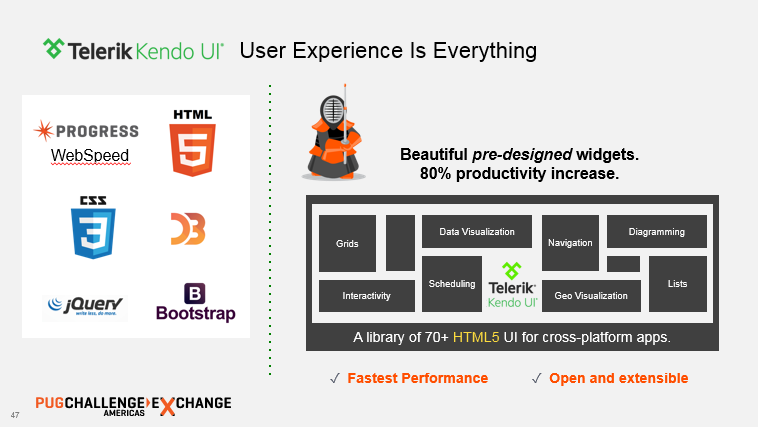 Telerik Kendo UI® User Experience Is Everything
PROGRESS
WebSpeed
HTML
5
CSS
3
D3
jQuery
write less, do more.
B
Bootstrap
Beautiful pre-designed widgets.
80% productivity increase.
Grids
Data Visualization
Navigation
Diagramming
Interactivity
Scheduling
Telerik
Kendo UI®
Geo Visualization
Lists
A library of 70+ HTML5 UI for cross-platform apps.
✓ Fastest Performance
✓ Open and extensible
PUGCHALLENGE EXCHANGE
AMERICAS
47